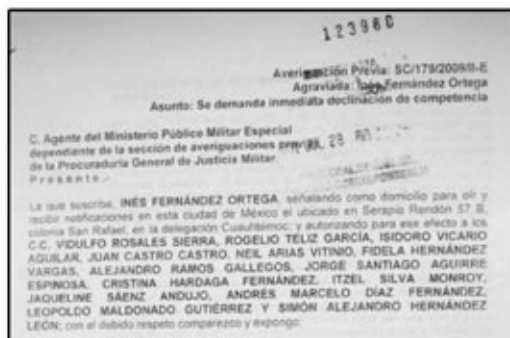 123980
Averiguación Previa: SC/179/2009/II-E
Agraviada: Inés Fernández Ortega
Asunto: Se demanda inmediata declinación de competencia
C. Agente del Ministerio Público Militar Especial
dependiente de la sección de averiguaciones previas
de la Procuraduría General de Justicia Militar.
Presente.-
28
La que suscribe, INÉS FERNÁNDEZ ORTEGA, señalando como domicilio para oír y
recibir notificaciones en esta ciudad de México el ubicado en Serapio Rendón 57 B,
colonia San Rafael, en la delegación Cuauhtémoc; y autorizando para ese efecto a los
C.C. VIDULFO ROSALES SIERRA, ROGELIO TELIZ GARCÍA, ISIDORO VICARIO
AGUILAR, JUAN CASTRO CASTRO, NEIL ARIAS VITINIO, FIDELA HERNÁNDEZ
VARGAS, ALEJANDRO RAMOS GALLEGOS, JORGE SANTIAGO AGUIRRE
ESPINOSA, CRISTINA HARDAGA FERNÁNDEZ, ITZEL SILVA MONROY,
JAQUELINE SÁENZ ANDUJO, ANDRÉS MARCELO DÍAZ FERNÁNDEZ,
LEOPOLDO MALDONADO GUTIÉRREZ Y SIMÓN ALEJANDRO HERNÁNDEZ
LEÓN; con el debido respeto comparezco y expongo: